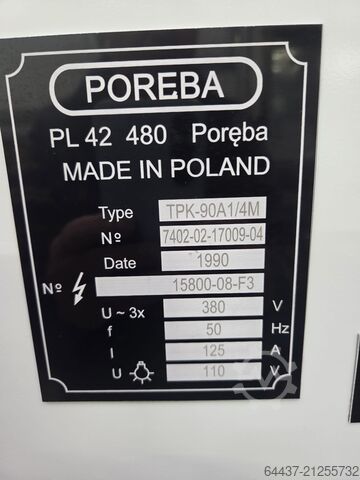 POREBA
PL 42 480 Poręba
MADE IN POLAND
Type TPK-90A1/4M
Nº 7402-02-17009-04
Date 1990
Nº 15800-08-F3
U ~ 3x 380 V
f 50 Hz
I 125 A
U 110 V
64437-21255732